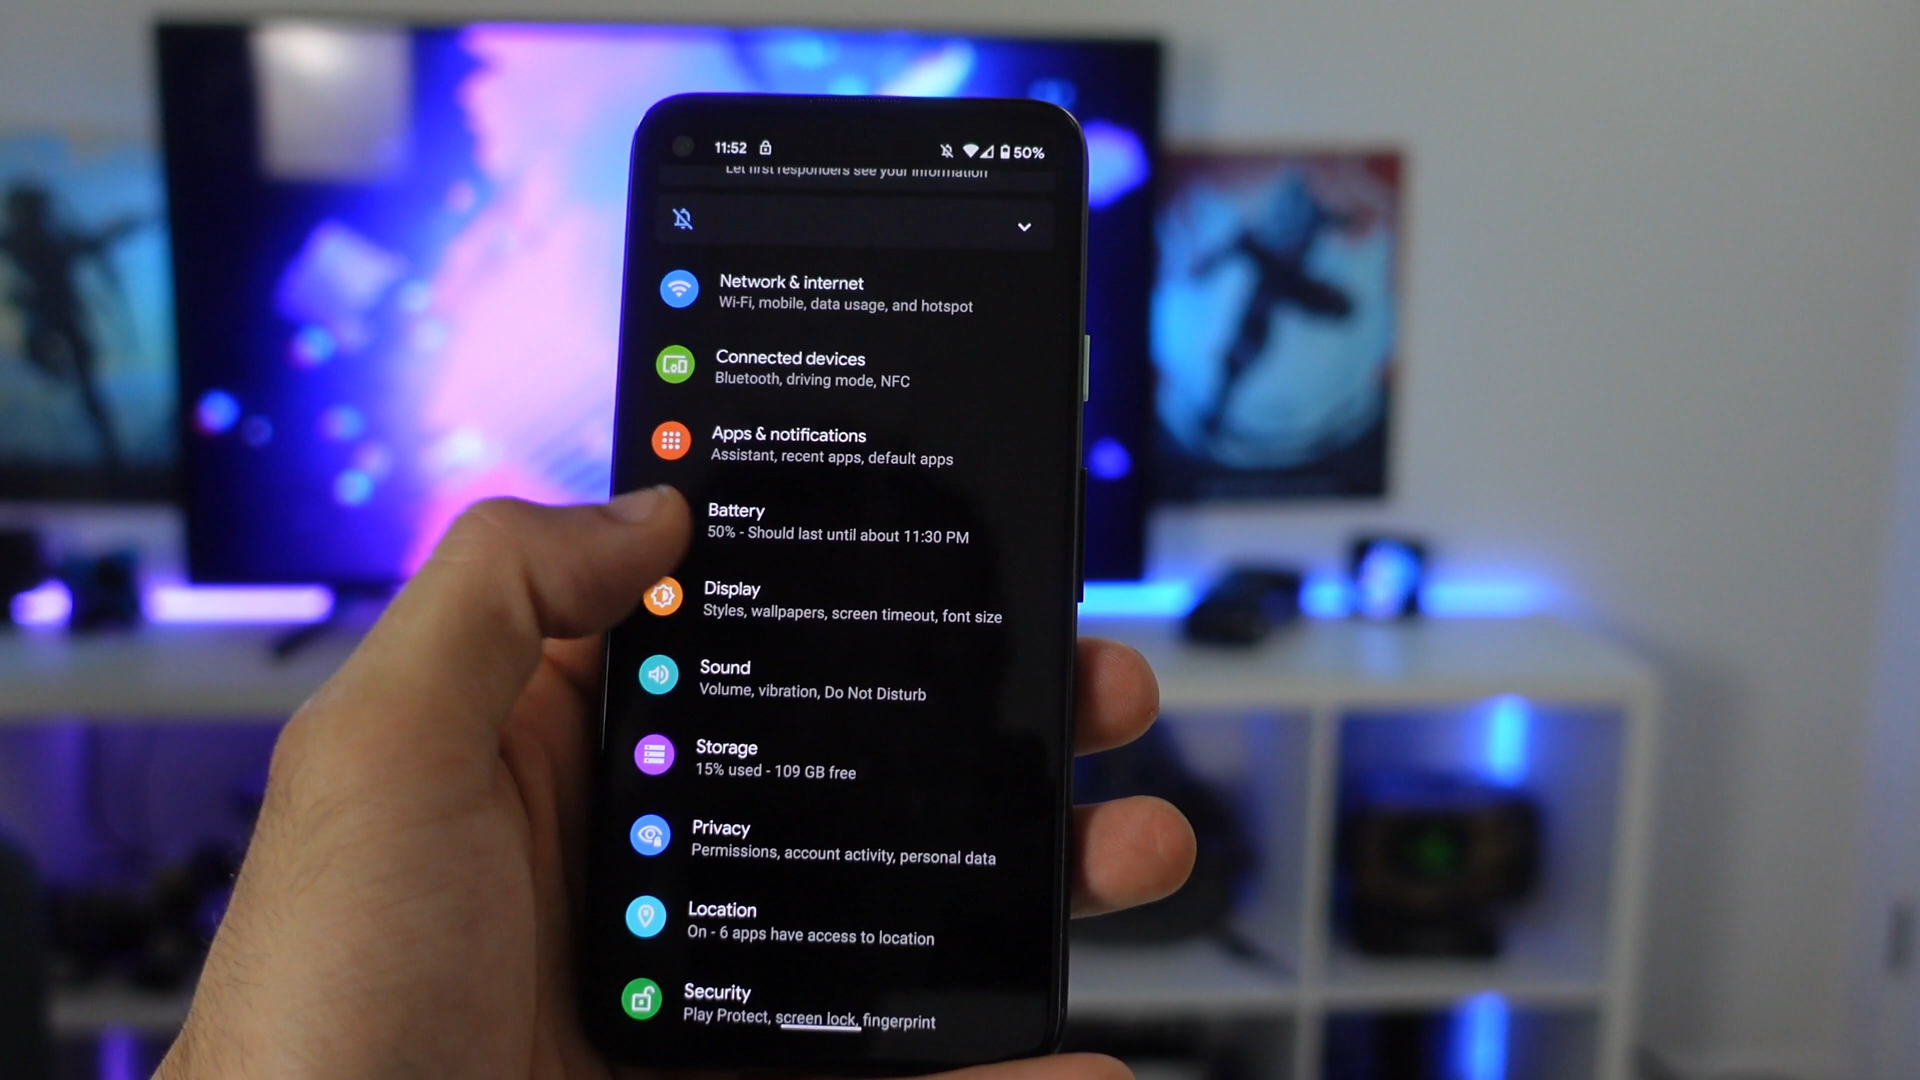 11:52 50%
Let first responders see your information
Network & internet
Wi-Fi, mobile, data usage, and hotspot
Connected devices
Bluetooth, driving mode, NFC
Apps & notifications
Assistant, recent apps, default apps
Battery
50% - Should last until about 11:30 PM
Display
Styles, wallpapers, screen timeout, font size
Sound
Volume, vibration, Do Not Disturb
Storage
15% used - 109 GB free
Privacy
Permissions, account activity, personal data
Location
On - 6 apps have access to location
Security
Play Protect, screen lock, fingerprint